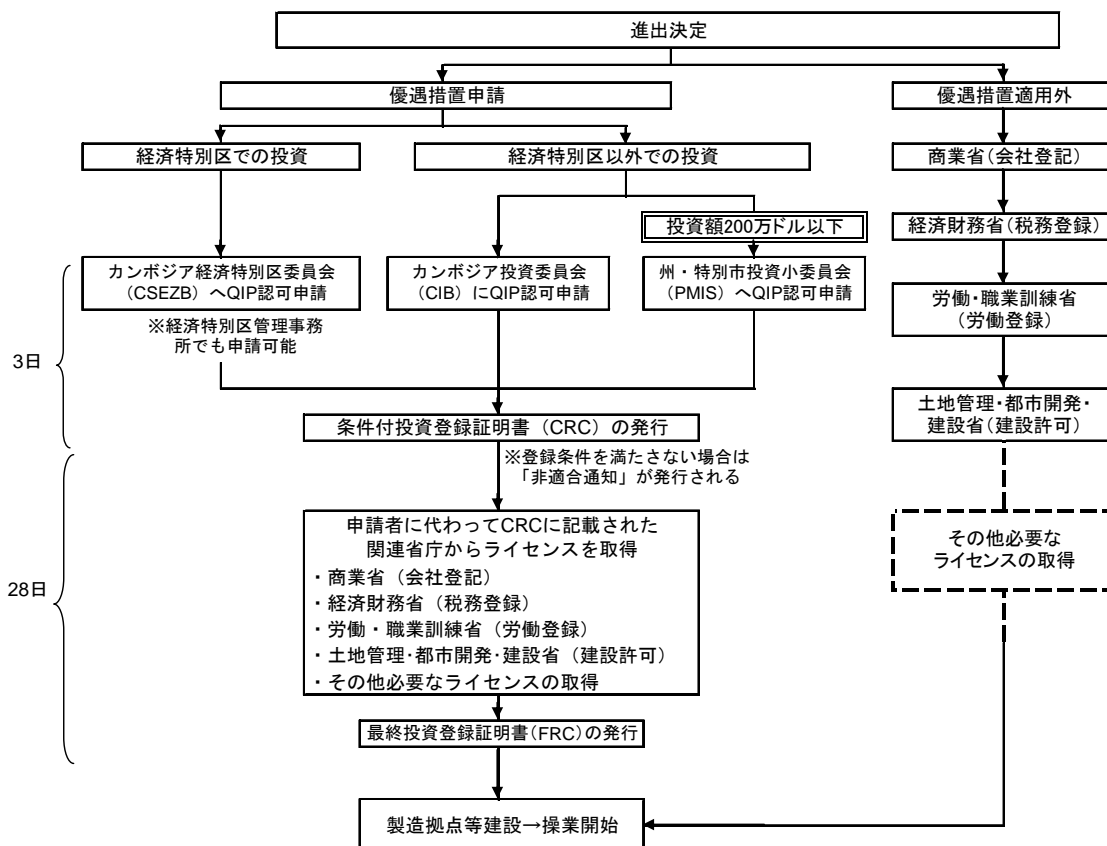 進出決定
優遇措置申請
優遇措置適用外
経済特別区での投資
経済特別区以外での投資
商業省(会社登記)
投資額200万ドル以下
経済財務省(税務登録)
カンボジア経済特別区委員会
(CSEZB)へQIP認可申請
カンボジア投資委員会
(CIB)にQIP認可申請
州・特別市投資小委員会
(PMIS)へQIP認可申請
労働・職業訓練省
(労働登録)
※経済特別区管理事務
所でも申請可能
3日
土地管理・都市開発・
建設省(建設許可)
条件付投資登録証明書(CRC)の発行
※登録条件を満たさない場合は
「非適合通知」が発行される
申請者に代わってCRCに記載された
関連省庁からライセンスを取得
・商業省(会社登記)
・経済財務省(税務登録)
・労働・職業訓練省(労働登録)
・土地管理・都市開発・建設省(建設許可)
・その他必要なライセンスの取得
その他必要な
ライセンスの取得
28日
最終投資登録証明書(FRC)の発行
製造拠点等建設→操業開始